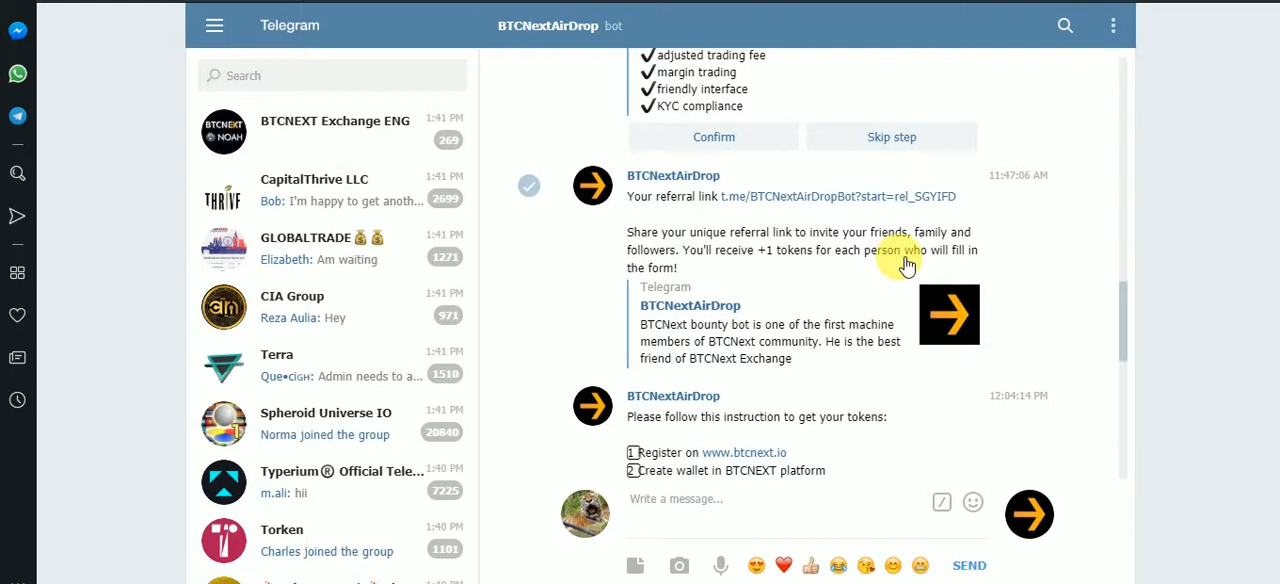 Telegram
BTCNextAirDrop bot
Search
BTCNEXT Exchange ENG 1:41 PM
269
BTCNEXT
NOAH
CapitalThrive LLC 1:41 PM
Bob: I'm happy to get anoth... 2699
THRIVE
GLOBALTRADE💰💰 1:41 PM
Elizabeth: Am waiting 1271
CIA Group 1:41 PM
Reza Aulia: Hey 971
Terra 1:41 PM
Que•cīGH: Admin needs to a... 1510
Spheroid Universe IO 1:41 PM
Norma joined the group 20840
Typerium® Official Tele... 1:40 PM
m.ali: hii 7225
Torken 1:40 PM
Charles joined the group 1101
1:40 PM
✔adjusted trading fee
✔margin trading
✔friendly interface
✔KYC compliance
Confirm Skip step
BTCNextAirDrop 11:47:06 AM
Your referral link t.me/BTCNextAirDropBot?start=rel_SGYIFD
Share your unique referral link to invite your friends, family and
followers. You'll receive +1 tokens for each person who will fill in
the form!
Telegram
BTCNextAirDrop
BTCNext bounty bot is one of the first machine
members of BTCNext community. He is the best
friend of BTCNext Exchange
BTCNextAirDrop 12:04:14 PM
Please follow this instruction to get your tokens:
1 Register on www.btcnext.io
2 Create wallet in BTCNEXT platform
Write a message...
SEND